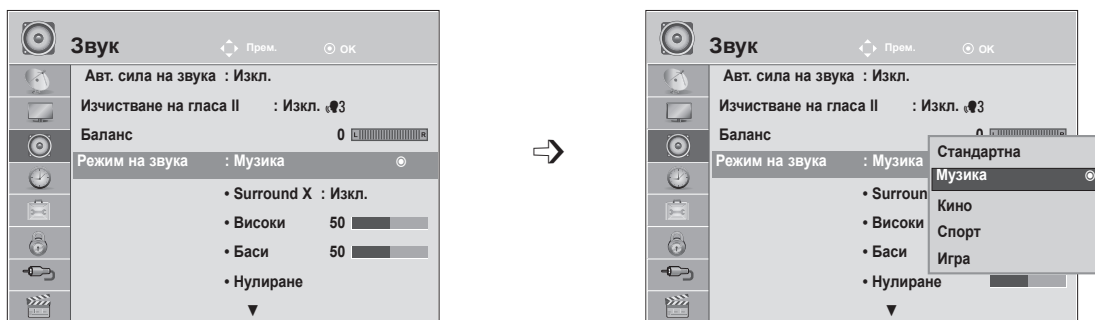 Звук Прем. OK
Авт. сила на звука : Изкл.
Изчистване на гласа II : Изкл. 3
Баланс 0 L R
Режим на звука : Музика
• Surround X : Изкл.
• Високи 50
• Баси 50
• Нулиране
▼
Звук Прем. OK
Авт. сила на звука : Изкл.
Изчистване на гласа II : Изкл. 3
Баланс
Режим на звука : Музика
• Surroun
• Високи
• Баси
• Нулиране
▼
Стандартна
Музика
Кино
Спорт
Игра